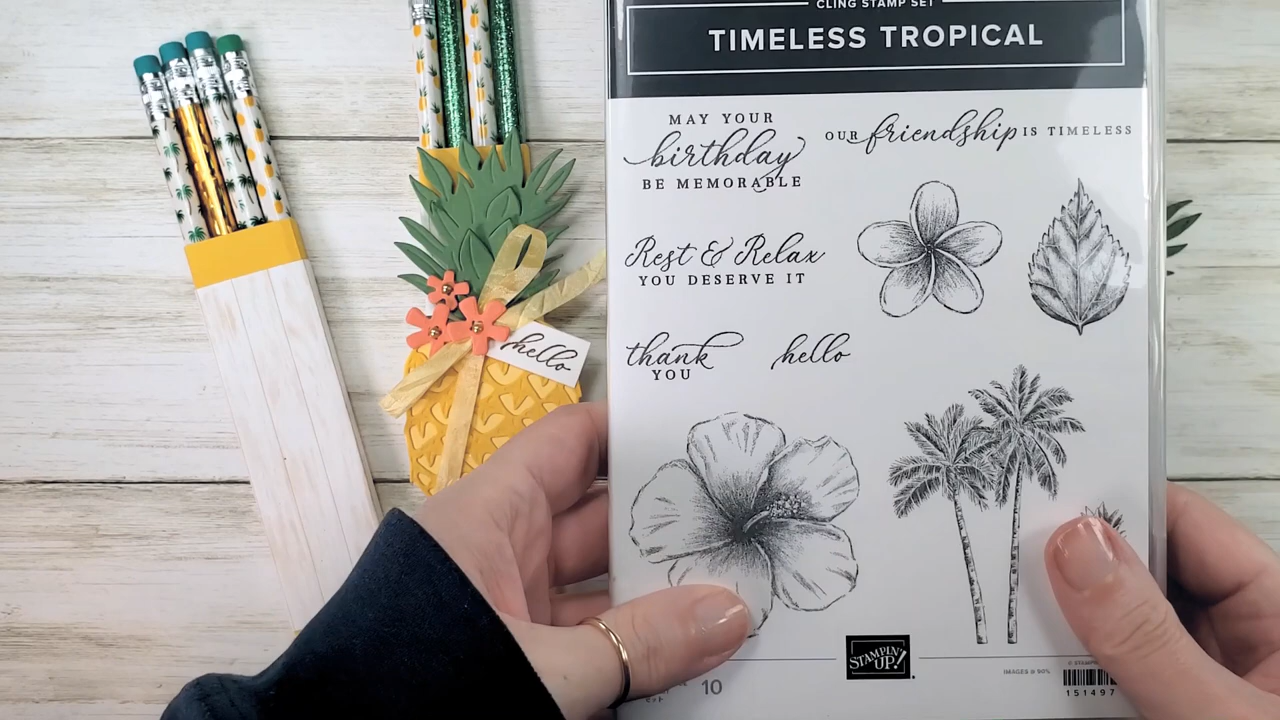 CLING STAMP SET
TIMELESS TROPICAL
MAY YOUR
birthday
BE MEMORABLE
OUR friendship IS TIMELESS
Rest & Relax
YOU DESERVE IT
thank
YOU
hello
hello
STAMPIN' UP!
10
IMAGES @ 90%
© STAMPIN
151497